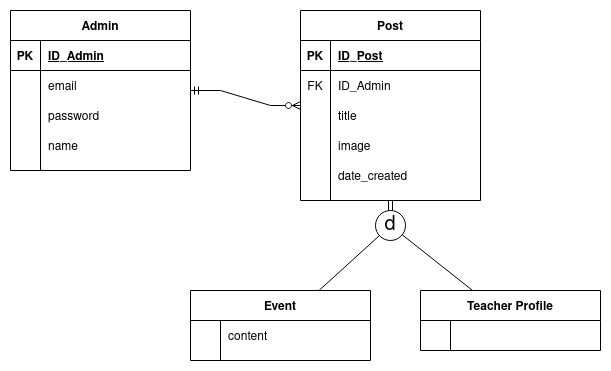 Admin
PK ID_Admin
email
password
name
Post
PK ID_Post
FK ID_Admin
title
image
date_created
d
Event
content
Teacher Profile